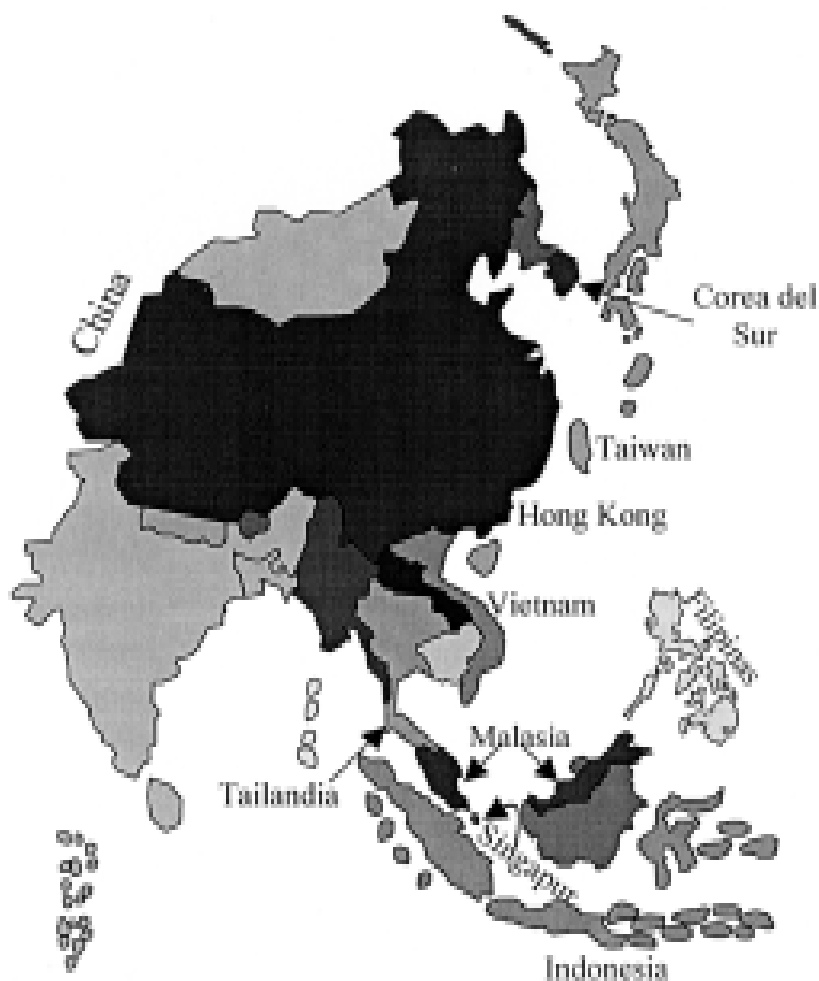 China
Corea del
Sur
Taiwan
Hong Kong
Vietnam
Filipinas
Malasia
Tailandia
Singapur
Indonesia